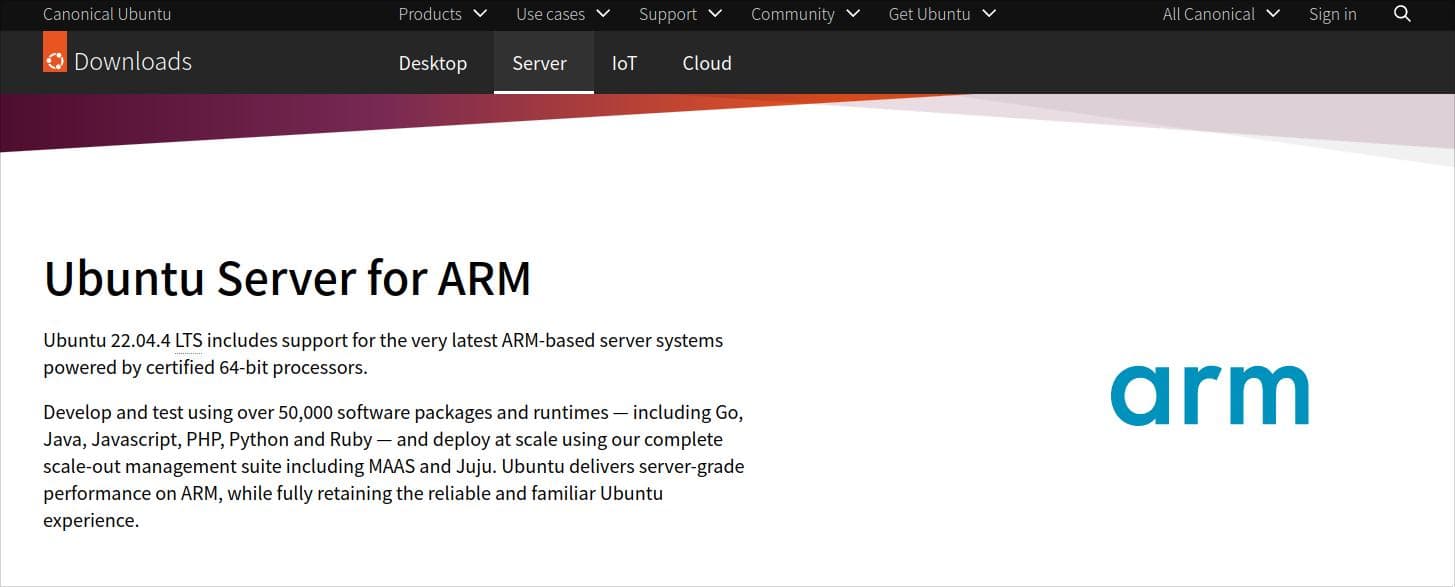 Canonical Ubuntu Products Use cases Support Community Get Ubuntu All Canonical Sign in
Downloads Desktop Server IoT Cloud
Ubuntu Server for ARM
Ubuntu 22.04.4 LTS includes support for the very latest ARM-based server systems
powered by certified 64-bit processors.
arm
Develop and test using over 50,000 software packages and runtimes — including Go,
Java, Javascript, PHP, Python and Ruby — and deploy at scale using our complete
scale-out management suite including MAAS and Juju. Ubuntu delivers server-grade
performance on ARM, while fully retaining the reliable and familiar Ubuntu
experience.